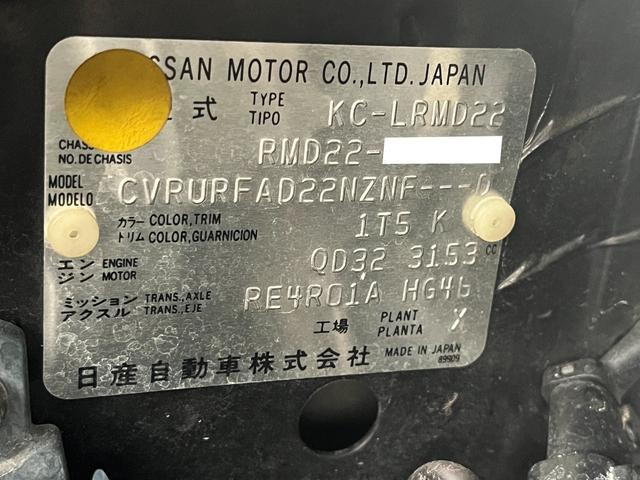 SSAN MOTOR CO.,LTD. JAPAN
式 TYPE TIPO KC-LRMD22
CHASS RMD22-
NO. DE CHASIS
MODEL MODELO CVRURFAD22NZNF---D
カラー COLOR,TRIM 1T5 K
トリム COLOR,GUARNICION
エンジン ENGINE MOTOR QD32 3153 CC
ミッション TRANS.,AXLE RE4R01A HG46
アクスル TRANS.,EJE
工場 PLANT PLANTA X
日産自動車株式会社 MADE IN JAPAN
89909